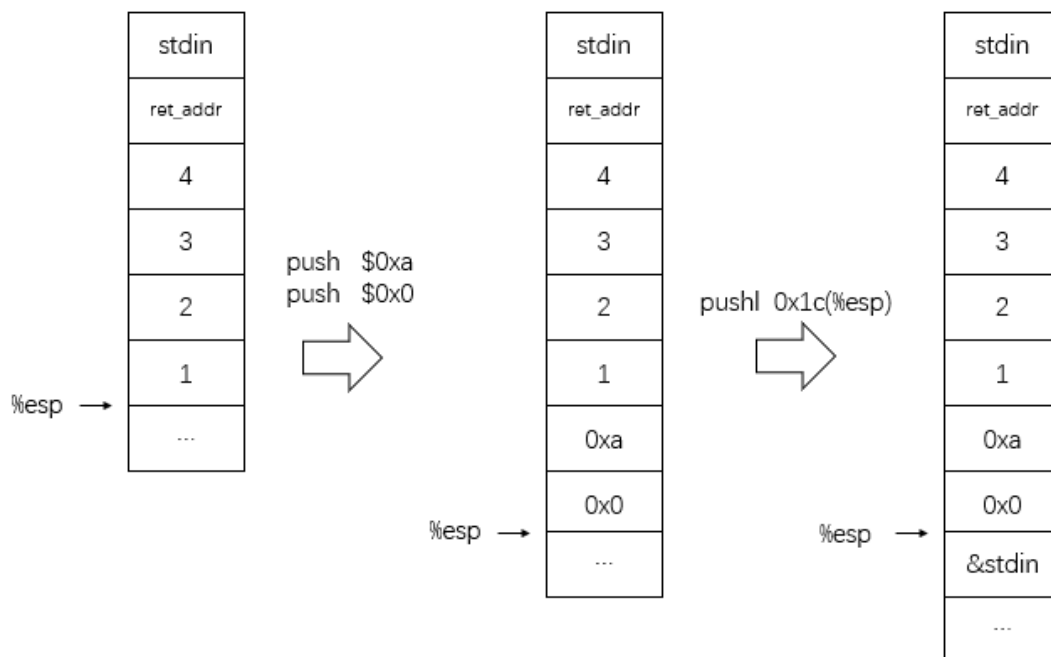 stdin
ret_addr
4
3
2
1
...
%esp
push $0xa
push $0x0
stdin
ret_addr
4
3
2
1
0xa
0x0
...
%esp
pushl 0x1c(%esp)
stdin
ret_addr
4
3
2
1
0xa
0x0
&stdin
...
%esp